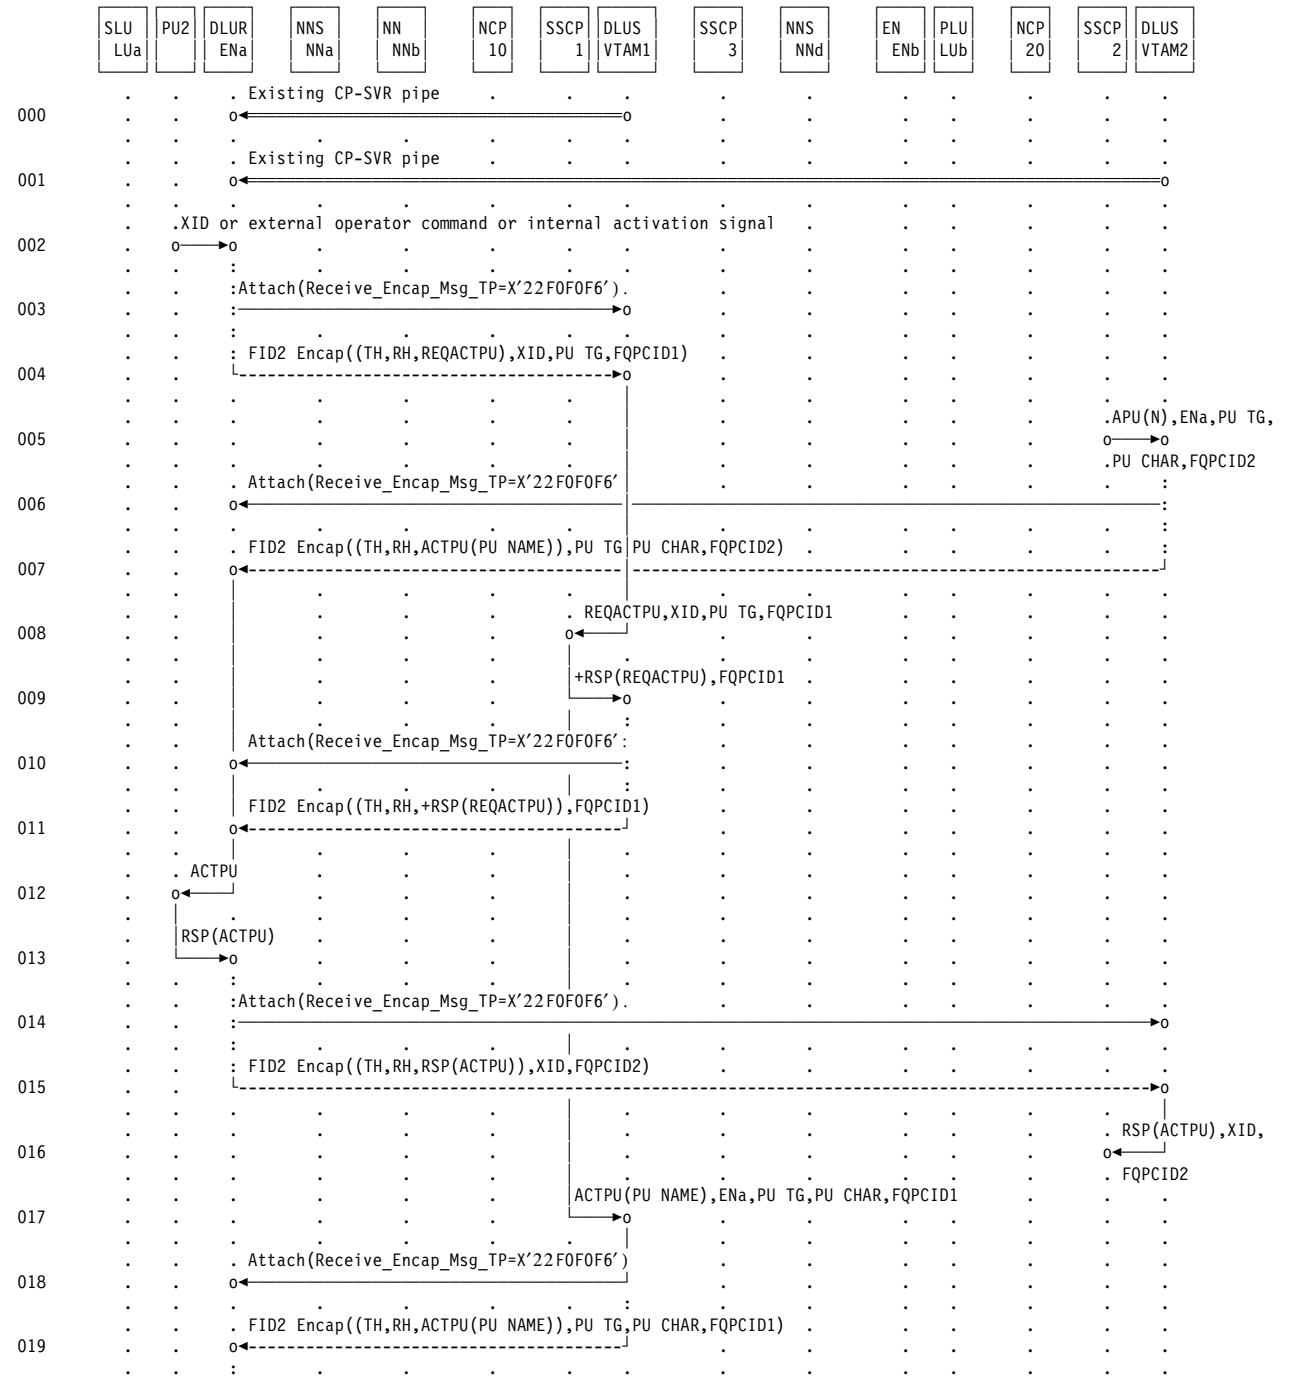 SLU PU2 DLUR NNS NN NCP SSCP DLUS SSCP NNS EN PLU NCP SSCP DLUS
LUa ENa NNa NNb 10 1 VTAM1 3 NNd ENb LUb 20 2 VTAM2
Existing CP-SVR pipe
000
Existing CP-SVR pipe
001
XID or external operator command or internal activation signal
002
Attach(Receive_Encap_Msg_TP=X'22F0F0F6').
003
FID2 Encap((TH,RH,REQACTPU),XID,PU TG,FQPCID1)
004
APU(N),ENa,PU TG,
005
PU CHAR,FQPCID2
Attach(Receive_Encap_Msg_TP=X'22F0F0F6'
006
FID2 Encap((TH,RH,ACTPU(PU NAME)),PU TG PU CHAR,FQPCID2)
007
REQACTPU,XID,PU TG,FQPCID1
008
+RSP(REQACTPU),FQPCID1
009
Attach(Receive_Encap_Msg_TP=X'22F0F0F6':
010
FID2 Encap((TH,RH,+RSP(REQACTPU)),FQPCID1)
011
ACTPU
012
RSP(ACTPU)
013
Attach(Receive_Encap_Msg_TP=X'22F0F0F6').
014
FID2 Encap((TH,RH,RSP(ACTPU)),XID,FQPCID2)
015
RSP(ACTPU),XID,
016
FQPCID2
ACTPU(PU NAME),ENa,PU TG,PU CHAR,FQPCID1
017
Attach(Receive_Encap_Msg_TP=X'22F0F0F6')
018
FID2 Encap((TH,RH,ACTPU(PU NAME)),PU TG,PU CHAR,FQPCID1)
019